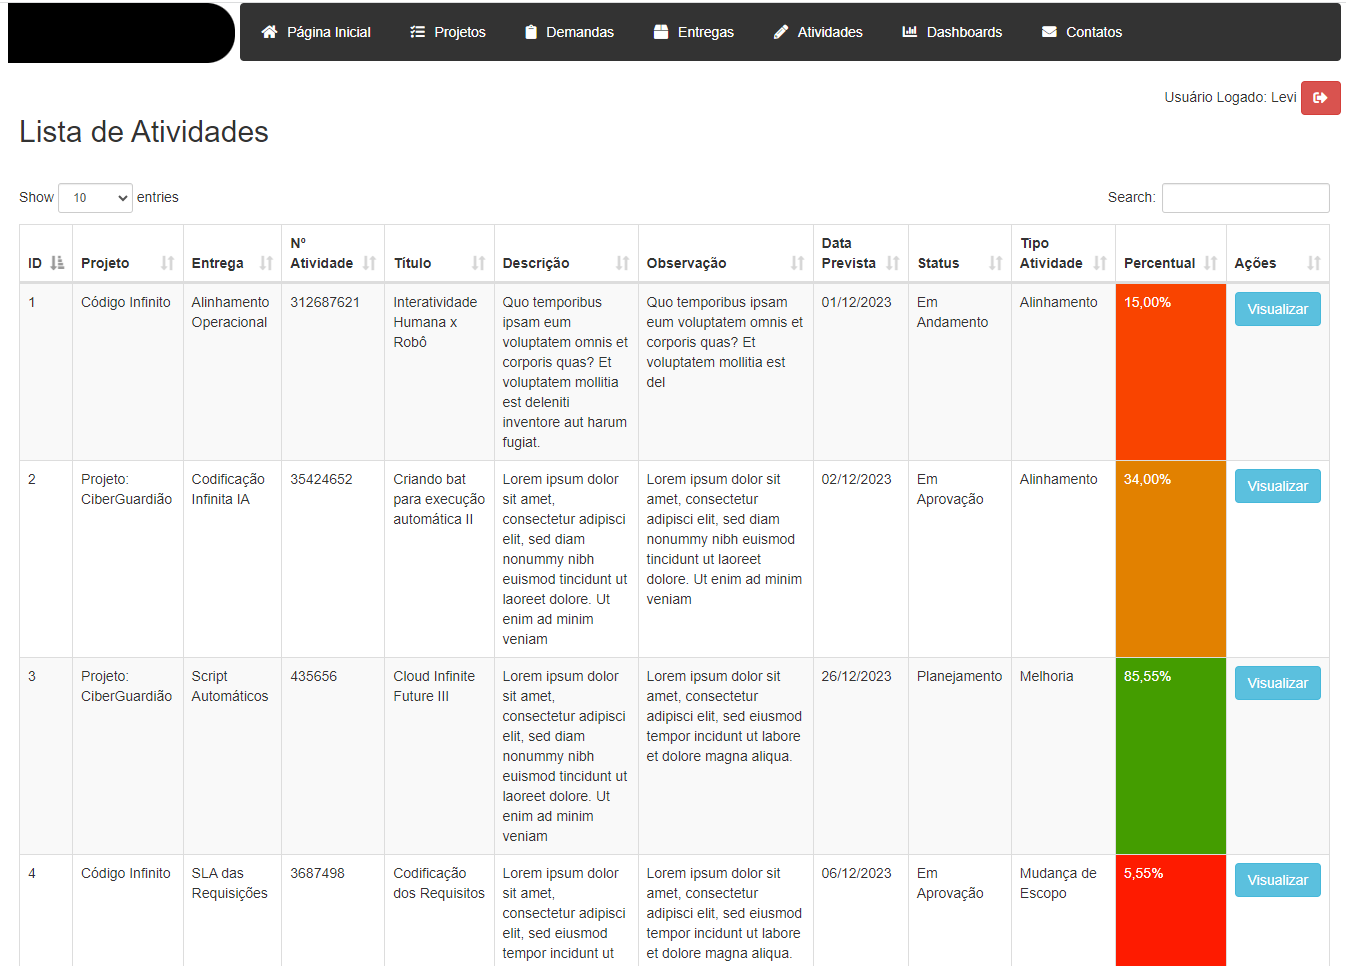 Página Inicial Projetos Demandas Entregas Atividades Dashboards Contatos
Usuário Logado: Levi
Lista de Atividades
Show 10 entries
Search:
ID Projeto Entrega Nº Atividade Título Descrição Observação Data Prevista Status Tipo Atividade Percentual Ações
1
Código Infinito
Alinhamento
Operacional
312687621
Interatividade
Humana x
Robô
Quo temporibus
ipsam eum
voluptatem omnis et
corporis quas? Et
voluptatem mollitia
est deleniti
inventore aut harum
fugiat.
Quo temporibus ipsam
eum voluptatem omnis et
corporis quas? Et
voluptatem mollitia est
del
01/12/2023
Em
Andamento
Alinhamento
15,00%
Visualizar
2
Projeto:
CiberGuardião
Codificação
Infinita IA
35424652
Criando bat
para execução
automática II
Lorem ipsum dolor
sit amet,
consectetur adipisci
elit, sed diam
nonummy nibh
euismod tincidunt ut
laoreet dolore. Ut
enim ad minim
veniam
Lorem ipsum dolor sit
amet, consectetur
adipisci elit, sed diam
nonummy nibh euismod
tincidunt ut laoreet
dolore. Ut enim ad minim
veniam
02/12/2023
Em
Aprovação
Alinhamento
34,00%
Visualizar
3
Projeto:
CiberGuardião
Script
Automáticos
435656
Cloud Infinite
Future III
Lorem ipsum dolor
sit amet,
consectetur adipisci
elit, sed diam
nonummy nibh
euismod tincidunt ut
laoreet dolore. Ut
enim ad minim
veniam
Lorem ipsum dolor sit
amet, consectetur
adipisci elit, sed eiusmod
tempor incidunt ut labore
et dolore magna aliqua.
26/12/2023
Planejamento
Melhoria
85,55%
Visualizar
4
Código Infinito
SLA das
Requisições
3687498
Codificação
dos Requisitos
Lorem ipsum dolor
sit amet,
consectetur adipisci
elit, sed eiusmod
tempor incidunt ut
Lorem ipsum dolor sit
amet, consectetur
adipisci elit, sed eiusmod
tempor incidunt ut labore
et dolore magna aliqua.
06/12/2023
Em
Aprovação
Mudança de
Escopo
5,55%
Visualizar